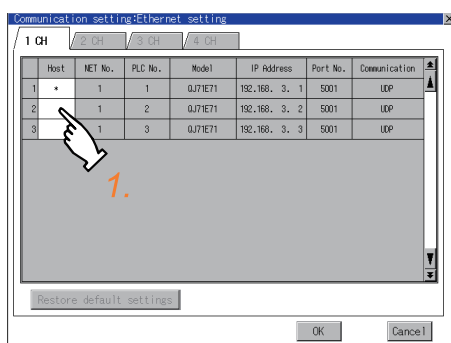 Communication setting:Ethernet setting
1 CH 2 CH 3 CH 4 CH
Host NET No. PLC No. Model IP Address Port No. Communication
1 * 1 1 QJ71E71 192.168. 3. 1 5001 UDP
2 1 2 QJ71E71 192.168. 3. 2 5001 UDP
3 1 3 QJ71E71 192.168. 3. 3 5001 UDP
1.
Restore default settings
OK Cancel